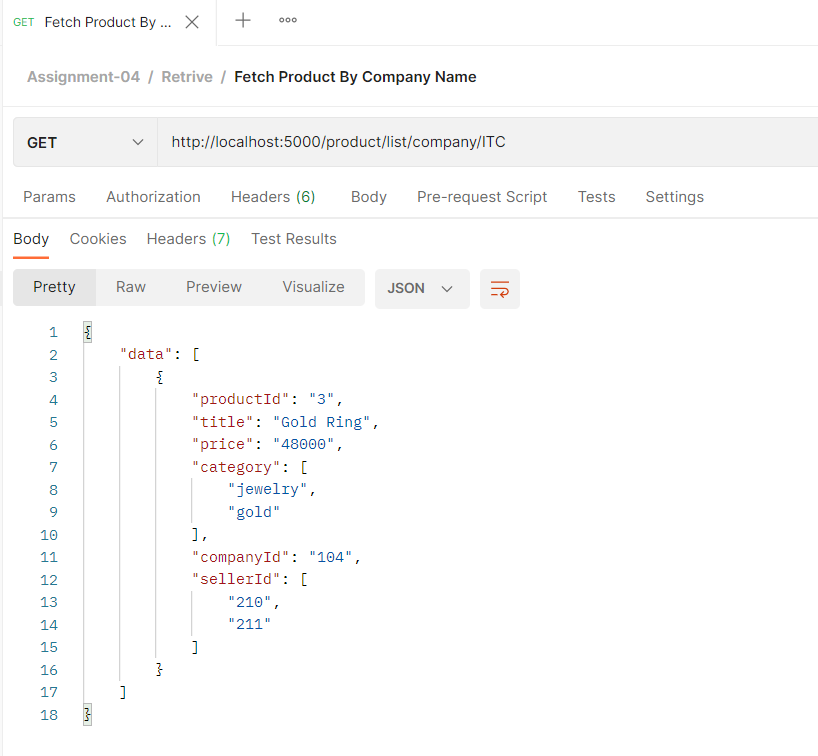 GET Fetch Product By ...
Assignment-04 / Retrive / Fetch Product By Company Name
GET http://localhost:5000/product/list/company/ITC
Params Authorization Headers (6) Body Pre-request Script Tests Settings
Body Cookies Headers (7) Test Results
Pretty Raw Preview Visualize JSON
1 {
2 "data": [
3 {
4 "productId": "3",
5 "title": "Gold Ring",
6 "price": "48000",
7 "category": [
8 "jewelry",
9 "gold"
10 ],
11 "companyId": "104",
12 "sellerId": [
13 "210",
14 "211"
15 ]
16 }
17 ]
18 }